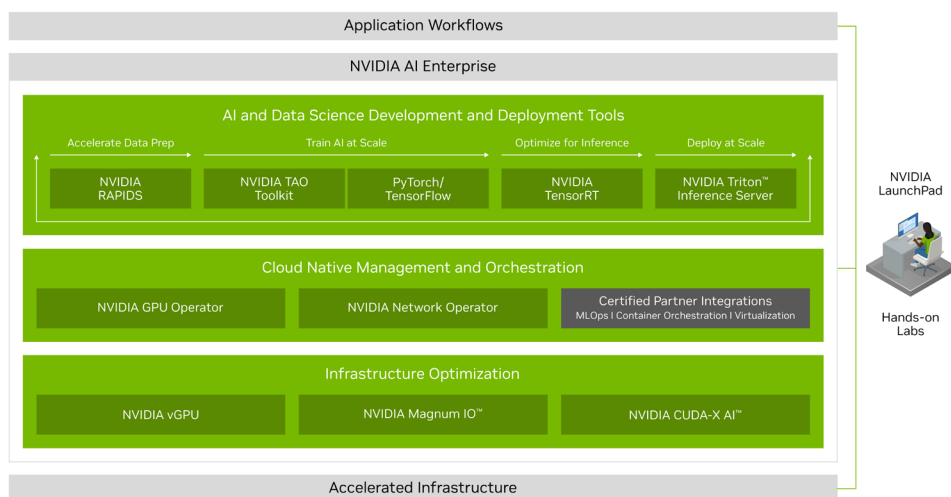 Application Workflows
NVIDIA AI Enterprise
AI and Data Science Development and Deployment Tools
Accelerate Data Prep
Train AI at Scale
Optimize for Inference
Deploy at Scale
NVIDIA
RAPIDS
NVIDIA TAO
Toolkit
PyTorch/
TensorFlow
NVIDIA
TensorRT
NVIDIA Triton™
Inference Server
Cloud Native Management and Orchestration
NVIDIA GPU Operator
NVIDIA Network Operator
Certified Partner Integrations
MLOps | Container Orchestration | Virtualization
Infrastructure Optimization
NVIDIA vGPU
NVIDIA Magnum IO™
NVIDIA CUDA-X AI™
Accelerated Infrastructure
NVIDIA
LaunchPad
Hands-on
Labs